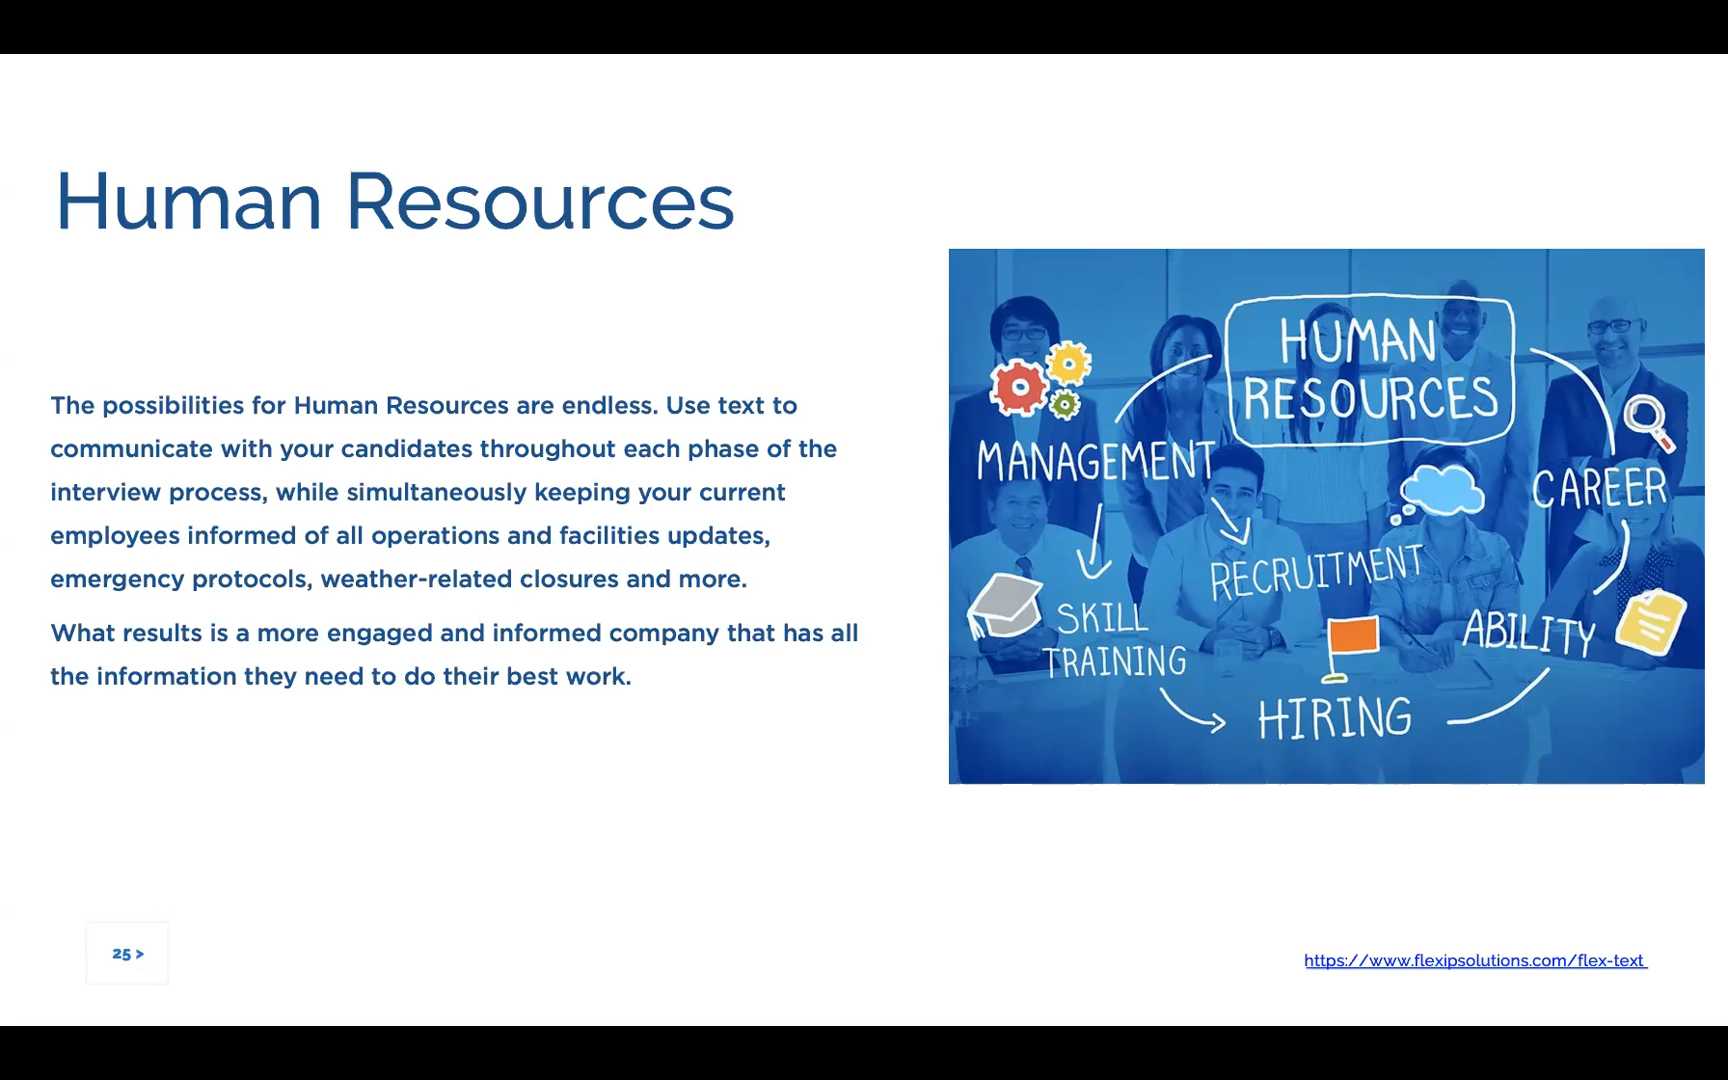 Human Resources
The possibilities for Human Resources are endless. Use text to
communicate with your candidates throughout each phase of the
interview process, while simultaneously keeping your current
employees informed of all operations and facilities updates,
emergency protocols, weather-related closures and more.
What results is a more engaged and informed company that has all
the information they need to do their best work.
HUMAN
RESOURCES
MANAGEMENT
CAREER
RECRUITMENT
SKILL
TRAINING
ABILITY
HIRING
25 >
https://www.flexipsolutions.com/flex-text